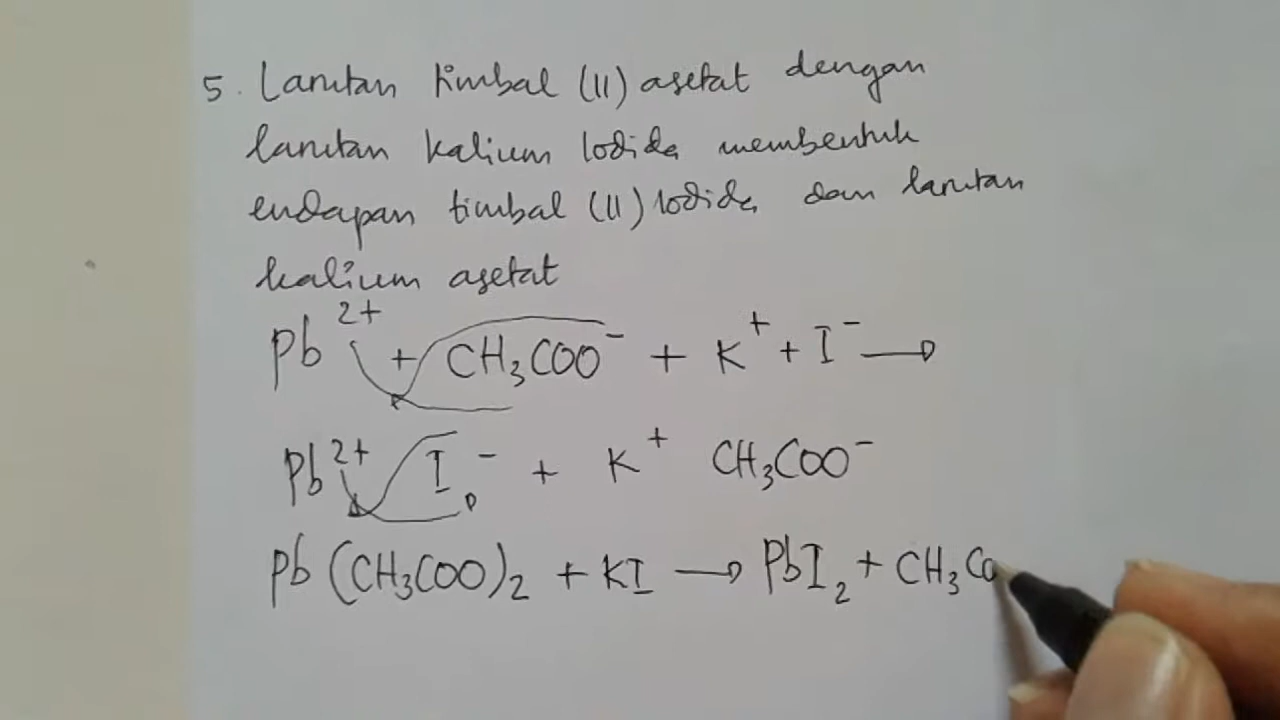 5. Larutan timbal (II) asetat dengan
larutan kalium Iodida membentuk
endapan timbal (II) Iodida dan larutan
kalium asetat
Pb²⁺ + CH₃COO⁻ + K⁺ + I⁻ →
Pb²⁺ I⁻ + K⁺ CH₃COO⁻
Pb(CH₃COO)₂ + KI → PbI₂ + CH₃Co